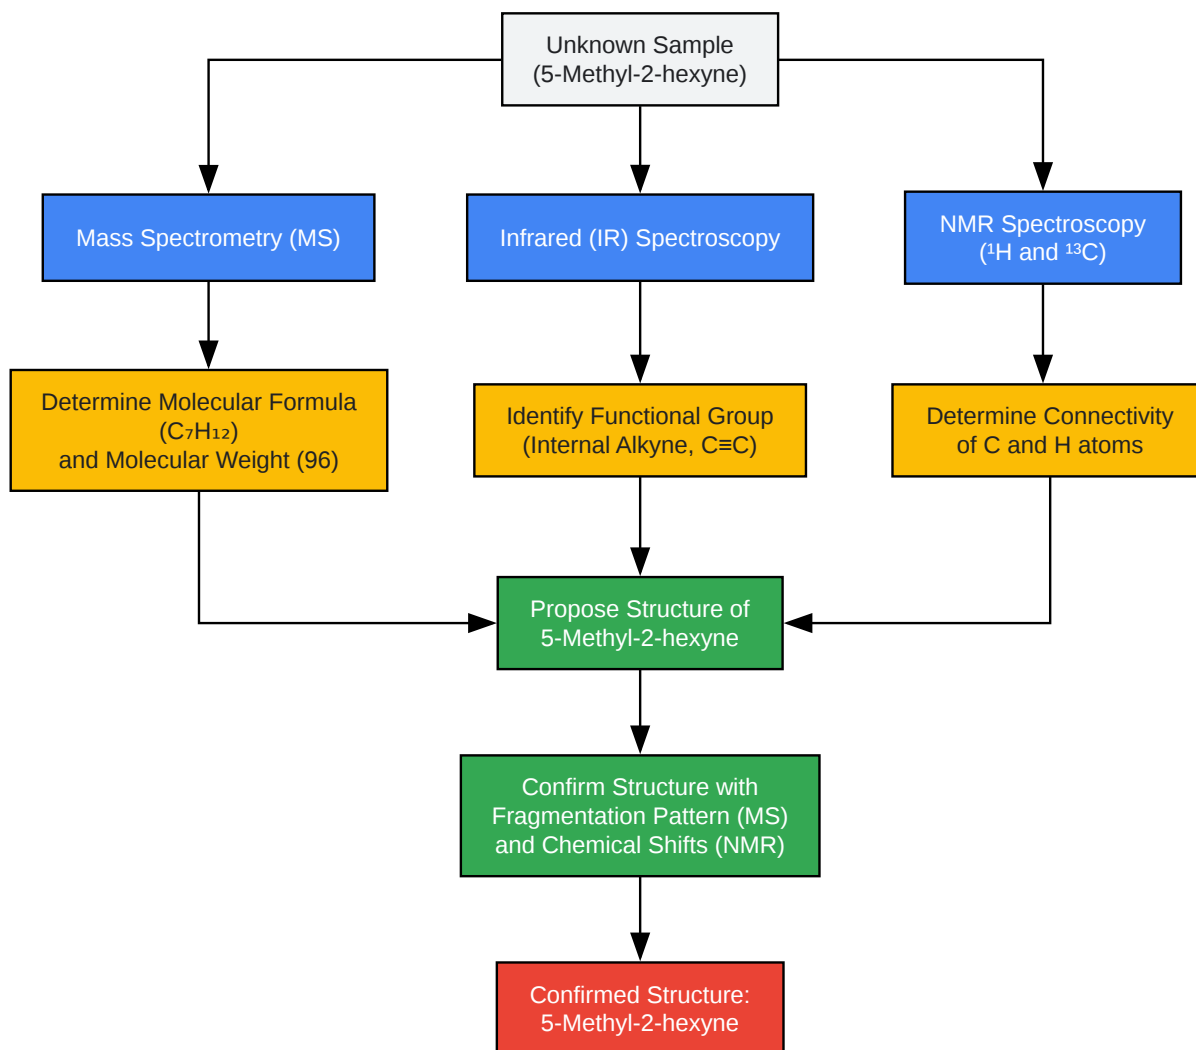 Unknown Sample
(5-Methyl-2-hexyne)
Mass Spectrometry (MS)
Infrared (IR) Spectroscopy
NMR Spectroscopy
(¹H and ¹³C)
Determine Molecular Formula
(C₇H₁₂)
and Molecular Weight (96)
Identify Functional Group
(Internal Alkyne, C≡C)
Determine Connectivity
of C and H atoms
Propose Structure of
5-Methyl-2-hexyne
Confirm Structure with
Fragmentation Pattern (MS)
and Chemical Shifts (NMR)
Confirmed Structure:
5-Methyl-2-hexyne